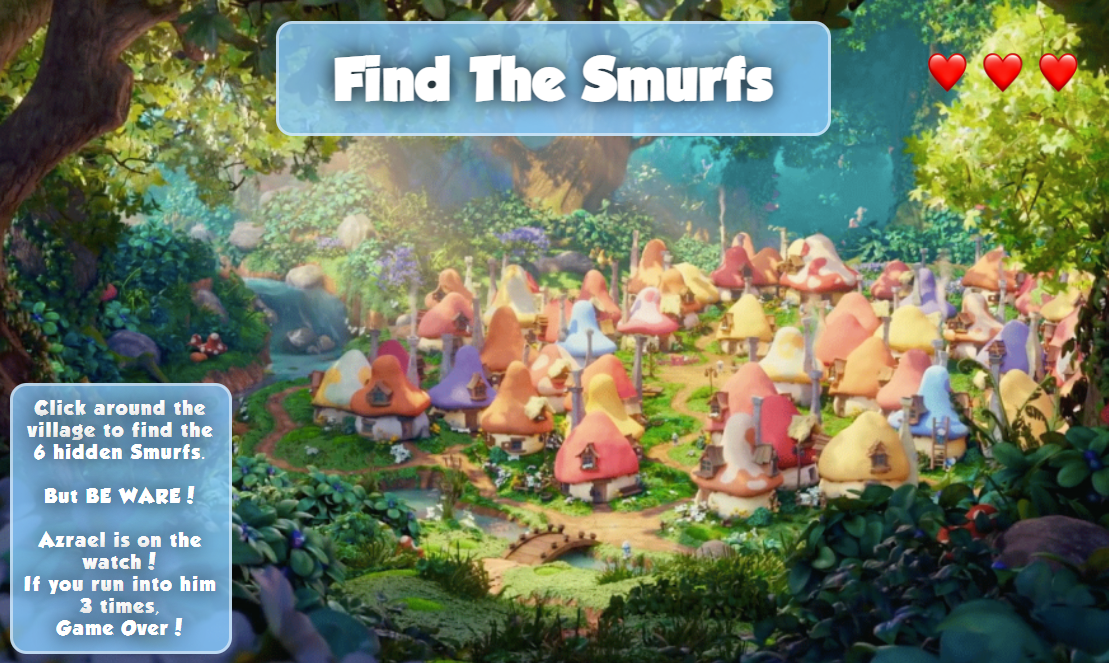 Find The Smurfs
Click around the
village to find the
6 hidden Smurfs.
But BE WARE!
Azrael is on the
watch!
If you run into him
3 times,
Game Over!